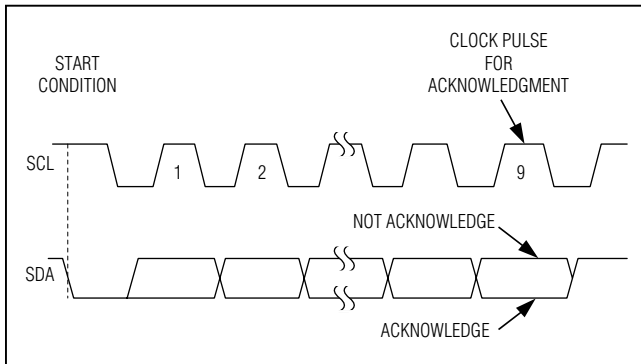 START
CONDITION
CLOCK PULSE
FOR
ACKNOWLEDGMENT
SCL
1
2
9
NOT ACKNOWLEDGE
SDA
ACKNOWLEDGE